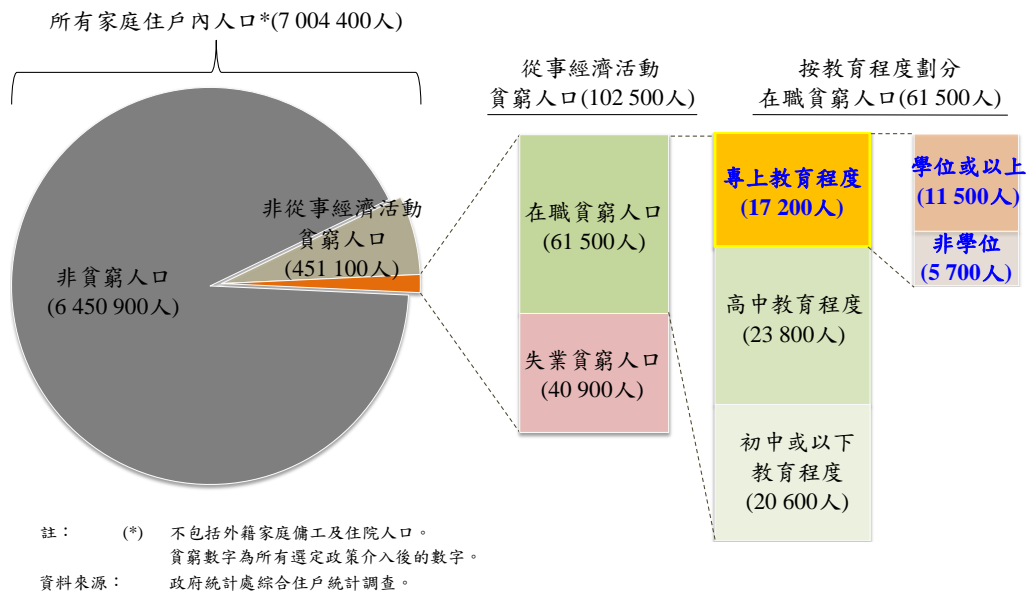 所有家庭住戶內人口*(7 004 400人)
非從事經濟活動
貧窮人口
(451 100人)
非貧窮人口
(6 450 900人)
從事經濟活動
貧窮人口(102 500人)
在職貧窮人口
(61 500人)
失業貧窮人口
(40 900人)
按教育程度劃分
在職貧窮人口(61 500人)
專上教育程度
(17 200人)
高中教育程度
(23 800人)
初中或以下
教育程度
(20 600人)
學位或以上
(11 500人)
非學位
(5 700人)
註： (*) 不包括外籍家庭傭工及住院人口。
貧窮數字為所有選定政策介入後的數字。
資料來源： 政府統計處綜合住戶統計調查。